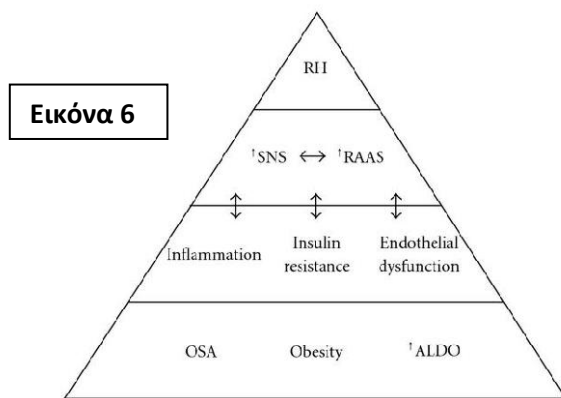 Εικόνα 6
RH
↑SNS ↔ ↑RAAS
Inflammation Insulin resistance Endothelial dysfunction
OSA Obesity ↑ALDO